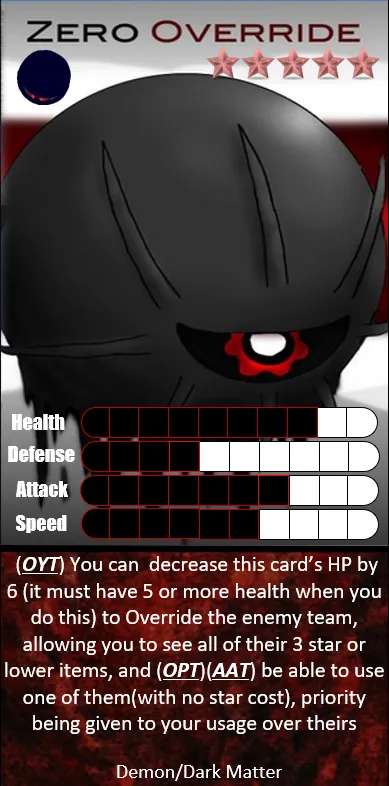 ZERO OVERRIDE
Health
Defense
Attack
Speed
(OYT) You can decrease this card's HP by
6 (it must have 5 or more health when you
do this) to Override the enemy team,
allowing you to see all of their 3 star or
lower items, and (OPT)(AAT) be able to use
one of them(with no star cost), priority
being given to your usage over theirs
Demon/Dark Matter